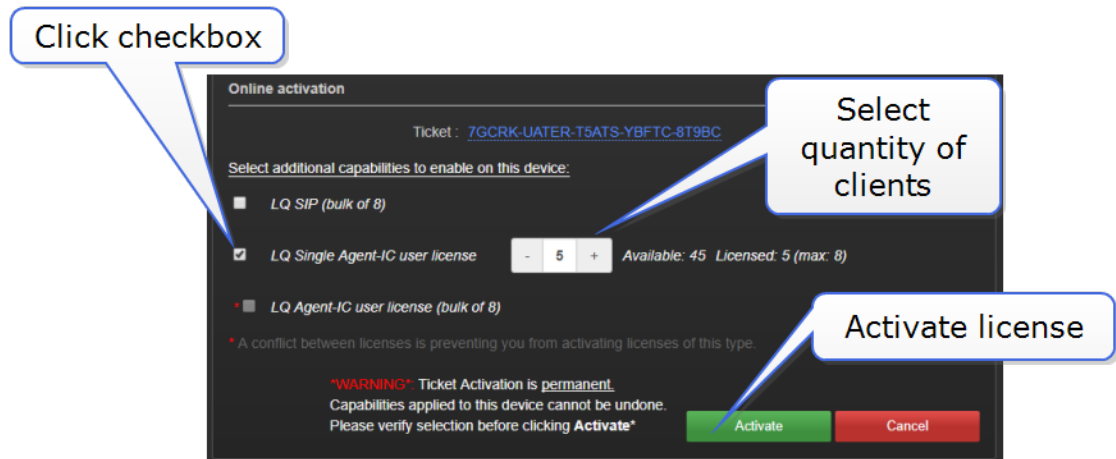 Click checkbox
Online activation
Select
quantity of
clients
Ticket : 7GCRK-UATER-T5ATS-YBFTC-8T9BC
Select additional capabilities to enable on this device:
LQ SIP (bulk of 8)
LQ Single Agent-IC user license - 5 + Available: 45 Licensed: 5 (max: 8)
* LQ Agent-IC user license (bulk of 8)
Activate license
* A conflict between licenses is preventing you from activating licenses of this type.
*WARNING*: Ticket Activation is permanent.
Capabilities applied to this device cannot be undone.
Please verify selection before clicking Activate*
Activate Cancel